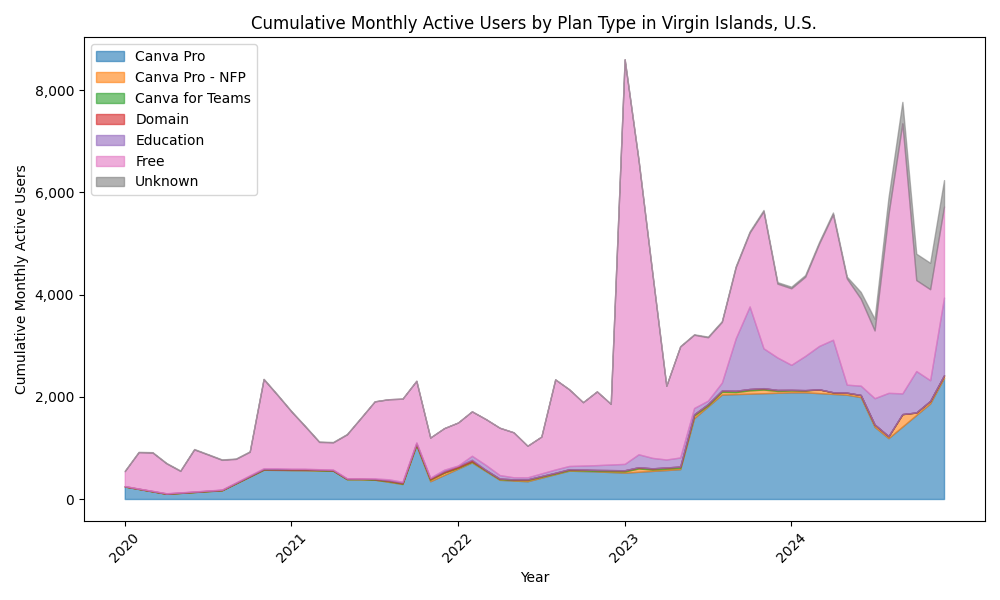 Cumulative Monthly Active Users by Plan Type in Virgin Islands, U.S.
Canva Pro
Canva Pro - NFP
Canva for Teams
Domain
Education
Free
Unknown
Cumulative Monthly Active Users
8,000
6,000
4,000
2,000
0
2020
2021
2022
2023
2024
Year